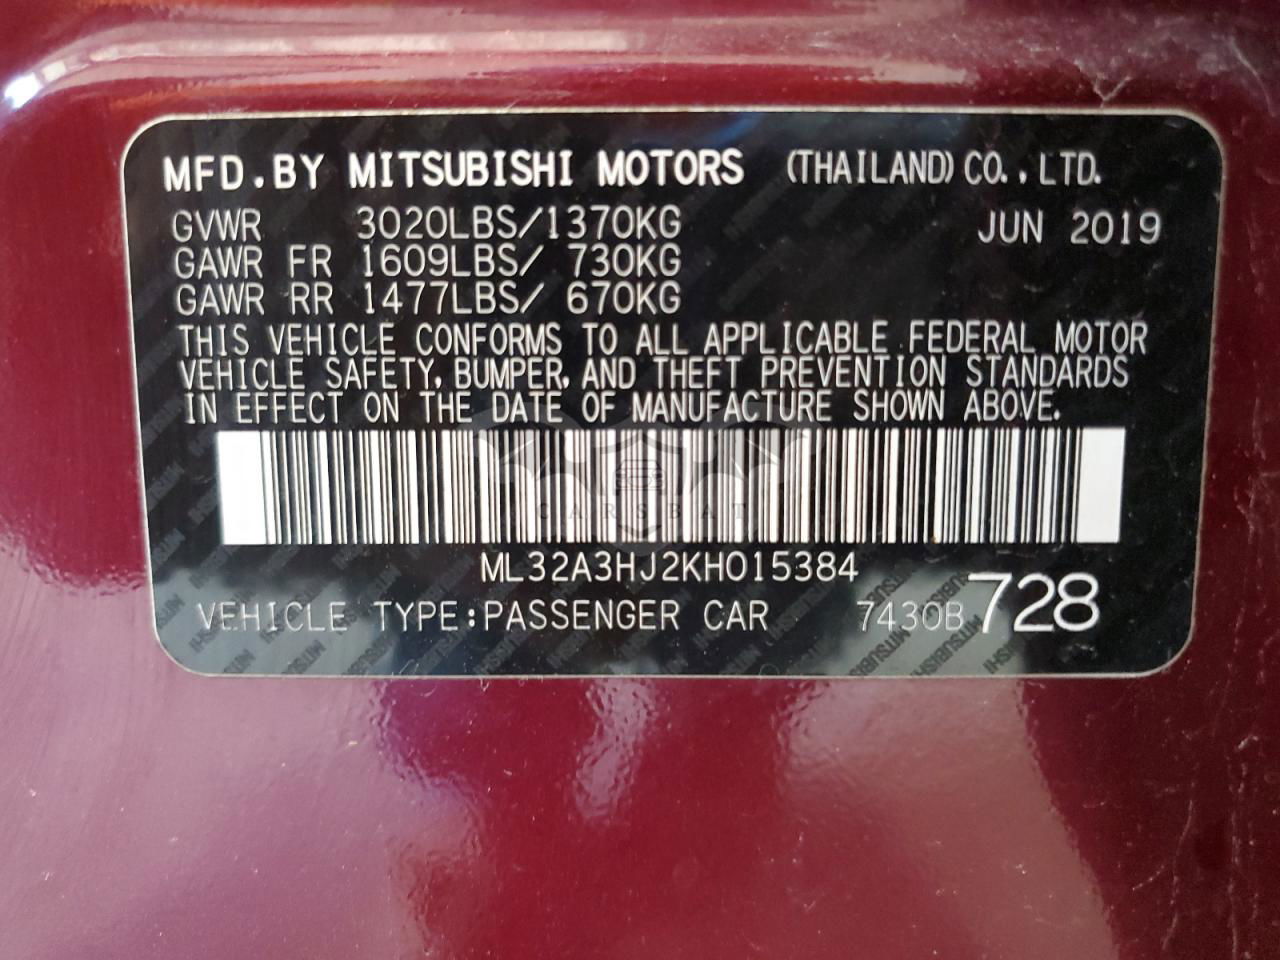 MFD.BY MITSUBISHI MOTORS (THAILAND) CO.,LTD.
GVWR 3020LBS/1370KG JUN 2019
GAWR FR 1609LBS/ 730KG
GAWR RR 1477LBS/ 670KG
THIS VEHICLE CONFORMS TO ALL APPLICABLE FEDERAL MOTOR
VEHICLE SAFETY, BUMPER, AND THEFT PREVENTION STANDARDS
IN EFFECT ON THE DATE OF MANUFACTURE SHOWN ABOVE.
CARSBAT
ML32A3HJ2KH015384
VEHICLE TYPE:PASSENGER CAR 7430B 728